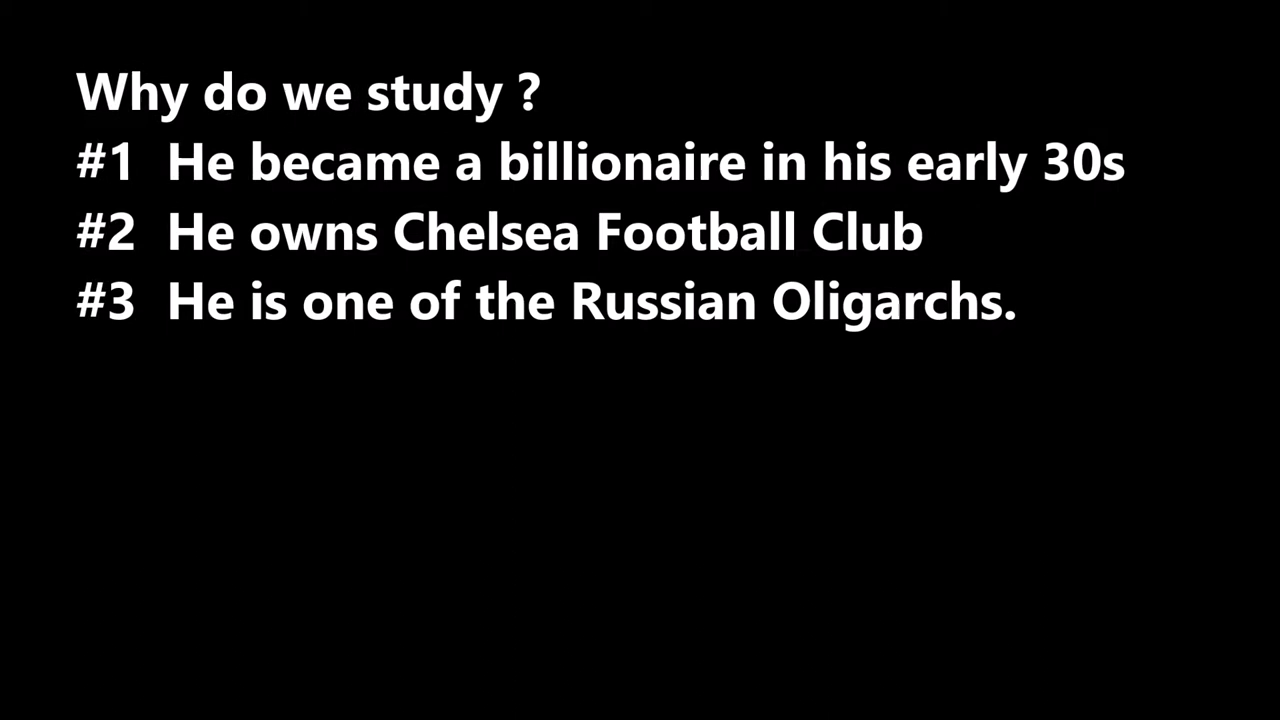 Why do we study ?
#1 He became a billionaire in his early 30s
#2 He owns Chelsea Football Club
#3 He is one of the Russian Oligarchs.